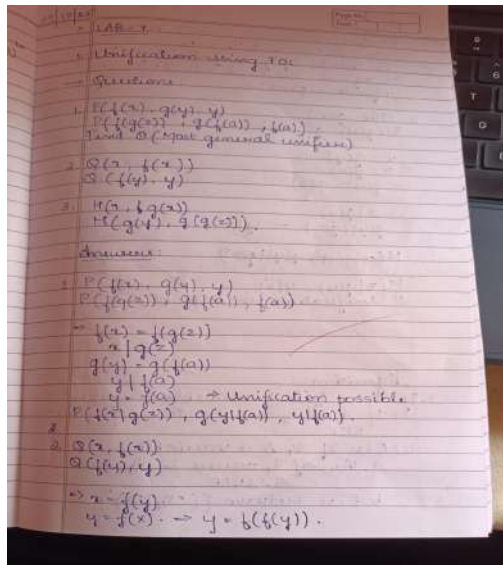 LAB-7
Unification using FOL
→ Questions
1. P(f(x), g(y), y)
P(f(g(z)), g(f(a)), f(a))
Find θ (Most general unifier)
2. Q(x, f(x))
Q(f(y), y)
3. H(x, g(x))
H(g(y), g(g(z))).
Answers:
1. P(f(x), g(y), y)
P(f(g(z)), g(f(a)), f(a))
→ f(x) = f(g(z))
x | g(z)
g(y) = g(f(a))
y | f(a)
y = f(a) → Unification possible
P(f(x|g(z)), g(y|f(a)), y|f(a)).
2. Q(x, f(x))
Q(f(y), y)
→ x = f(y)
y = f(x). → y = f(f(y)).